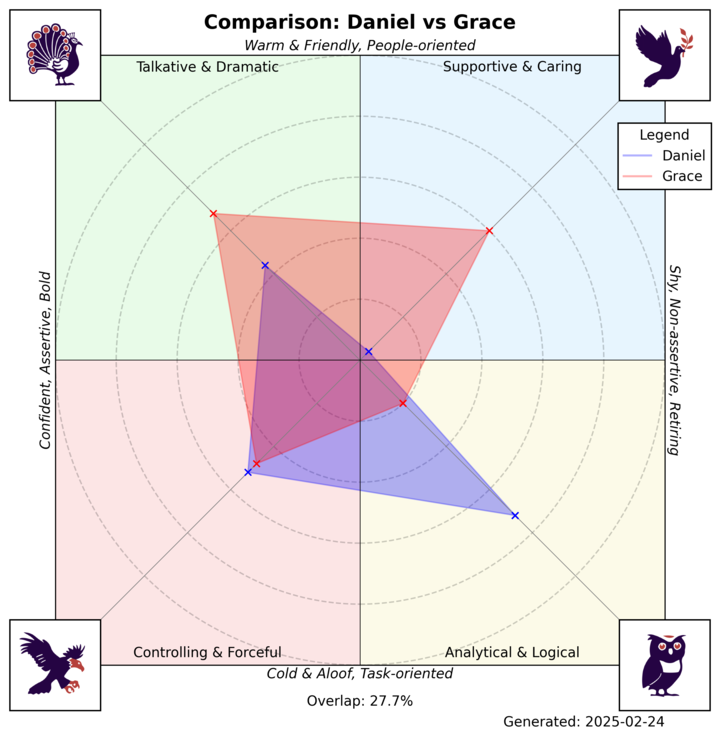 Comparison: Daniel vs Grace
Warm & Friendly, People-oriented
Talkative & Dramatic
Supportive & Caring
Legend
Daniel
Grace
Confident, Assertive, Bold
Shy, Non-assertive, Retiring
Controlling & Forceful
Analytical & Logical
Cold & Aloof, Task-oriented
Overlap: 27.7%
Generated: 2025-02-24